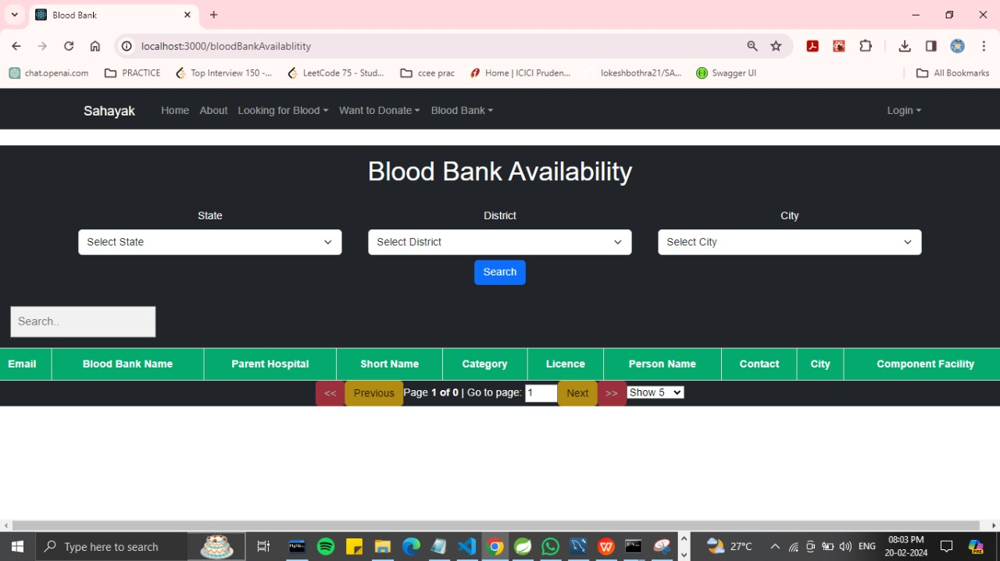 Blood Bank
localhost:3000/bloodBankAvailablitity
chat.openai.com PRACTICE Top Interview 150 -... LeetCode 75 - Stud... ccee prac Home | ICICI Pruden... lokeshbothra21/SA... Swagger UI All Bookmarks
Sahayak Home About Looking for Blood Want to Donate Blood Bank Login
Blood Bank Availability
State District City
Select State Select District Select City
Search
Search..
Email Blood Bank Name Parent Hospital Short Name Category Licence Person Name Contact City Component Facility
<< Previous Page 1 of 0 | Go to page: 1 Next >> Show 5
Type here to search 27°C ENG 08:03 PM
20-02-2024